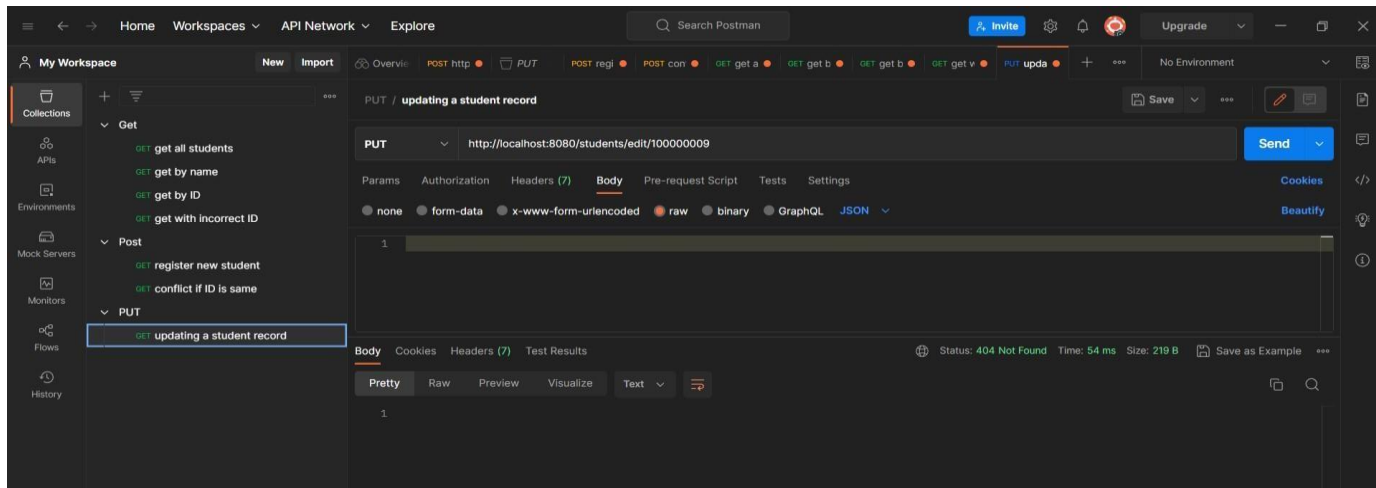 Home Workspaces API Network Explore Search Postman Invite Upgrade
My Workspace New Import Overvie POST http PUT POST regi POST con GET get a GET get b GET get b GET get w PUT upda No Environment
Collections
APIs
Environments
Mock Servers
Monitors
Flows
History
Get
GET get all students
GET get by name
GET get by ID
GET get with incorrect ID
Post
GET register new student
GET conflict if ID is same
PUT
GET updating a student record
PUT / updating a student record Save
PUT http://localhost:8080/students/edit/100000009 Send
Params Authorization Headers (7) Body Pre-request Script Tests Settings Cookies
none form-data x-www-form-urlencoded raw binary GraphQL JSON Beautify
1
Body Cookies Headers (7) Test Results Status: 404 Not Found Time: 54 ms Size: 219 B Save as Example
Pretty Raw Preview Visualize Text
1